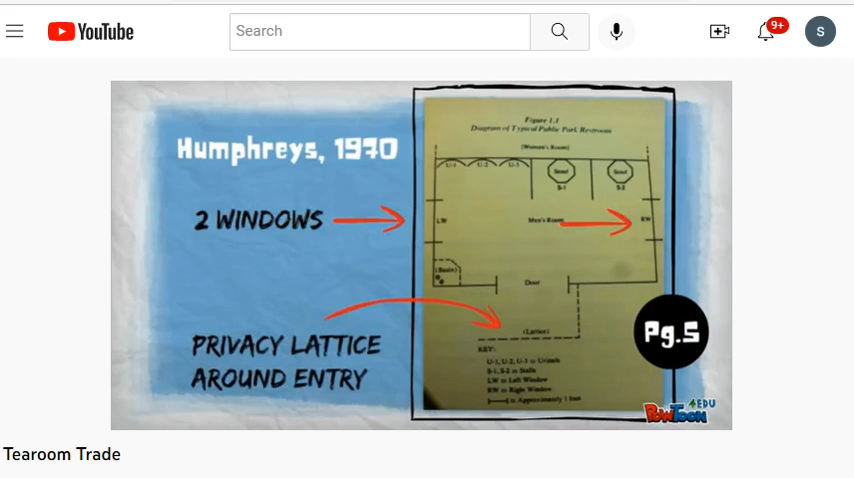 YouTube
Search
9+
S
Humphreys, 1970
2 WINDOWS
PRIVACY LATTICE
AROUND ENTRY
Figure 1.1
Diagram of Typical Public Park Restroom
(Women's Room)
U-1 U-2 U-3
Stool Stool
S-1 S-2
LW Men's Room RW
(Basin)
Door
(Lattice)
KEY:
U-1, U-2, U-3 = Urinals
S-1, S-2 = Stalls
LW = Left Window
RW = Right Window
= Approximately 1 foot
Pg.5
4EDU
POWTOON
Tearoom Trade